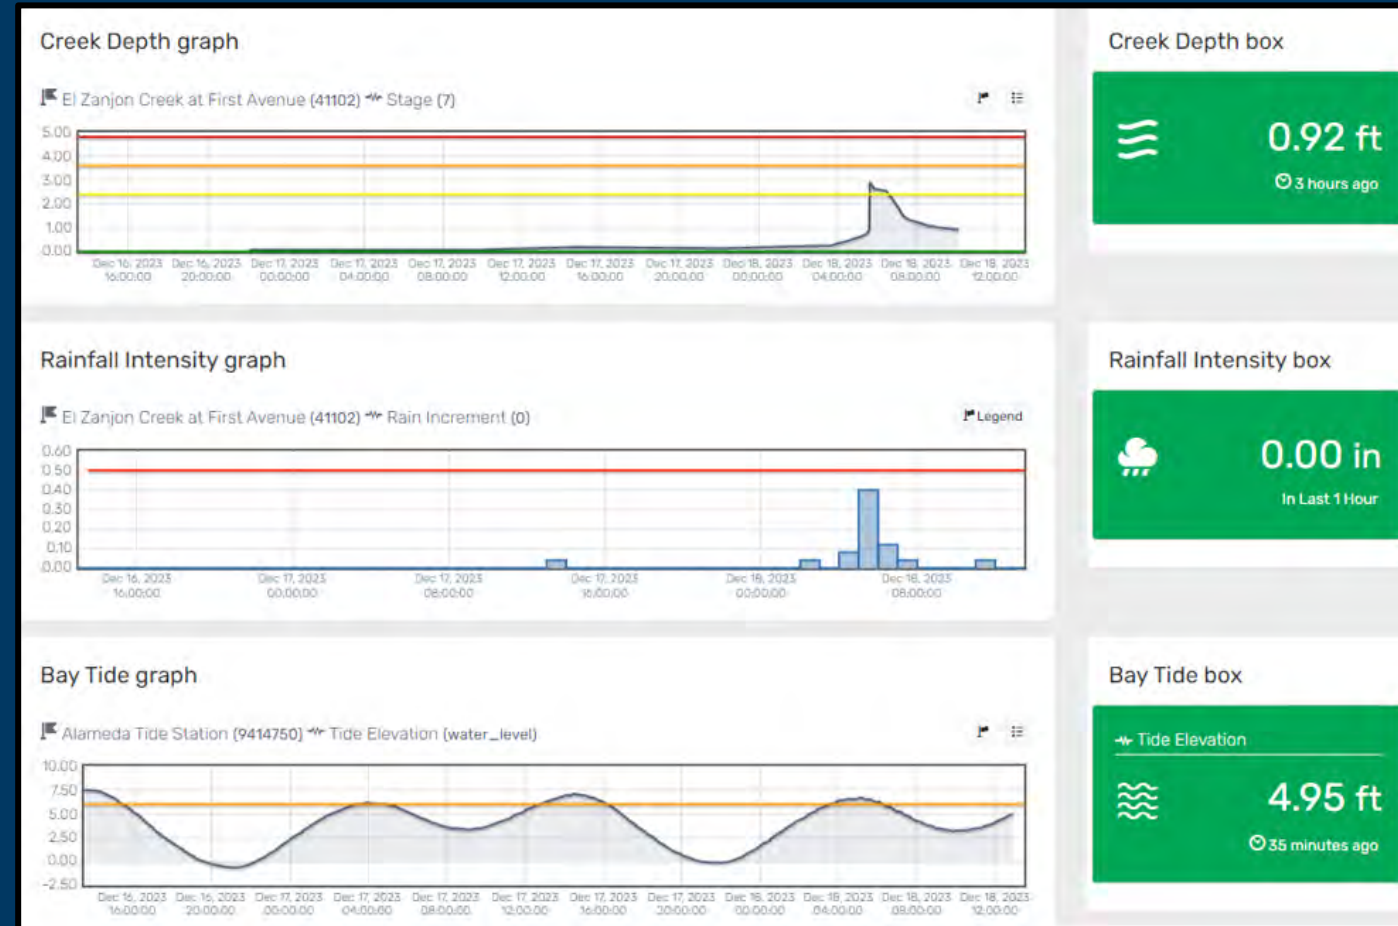 Creek Depth graph
El Zanjon Creek at First Avenue (41102) Stage (7)
5.00
4.00
3.00
2.00
1.00
0.00
Dec 16, 2023 Dec 16, 2023 Dec 17, 2023 Dec 17, 2023 Dec 17, 2023 Dec 17, 2023 Dec 17, 2023 Dec 17, 2023 Dec 18, 2023 Dec 18, 2023 Dec 18, 2023 Dec 18, 2023
16:00:00 20:00:00 00:00:00 04:00:00 08:00:00 12:00:00 16:00:00 20:00:00 00:00:00 04:00:00 08:00:00 12:00:00
Creek Depth box
0.92 ft
3 hours ago
Rainfall Intensity graph
El Zanjon Creek at First Avenue (41102) Rain Increment (0)
Legend
0.60
0.50
0.40
0.30
0.20
0.10
0.00
Dec 16, 2023 Dec 17, 2023 Dec 17, 2023 Dec 17, 2023 Dec 18, 2023 Dec 18, 2023
16:00:00 00:00:00 08:00:00 16:00:00 00:00:00 08:00:00
Rainfall Intensity box
0.00 in
In Last 1 Hour
Bay Tide graph
Alameda Tide Station (9414750) Tide Elevation (water_level)
10.00
7.50
5.00
2.50
0.00
-2.50
Dec 16, 2023 Dec 16, 2023 Dec 17, 2023 Dec 17, 2023 Dec 17, 2023 Dec 17, 2023 Dec 17, 2023 Dec 17, 2023 Dec 18, 2023 Dec 18, 2023 Dec 18, 2023 Dec 18, 2023
16:00:00 20:00:00 00:00:00 04:00:00 08:00:00 12:00:00 16:00:00 20:00:00 00:00:00 04:00:00 08:00:00 12:00:00
Bay Tide box
Tide Elevation
4.95 ft
35 minutes ago